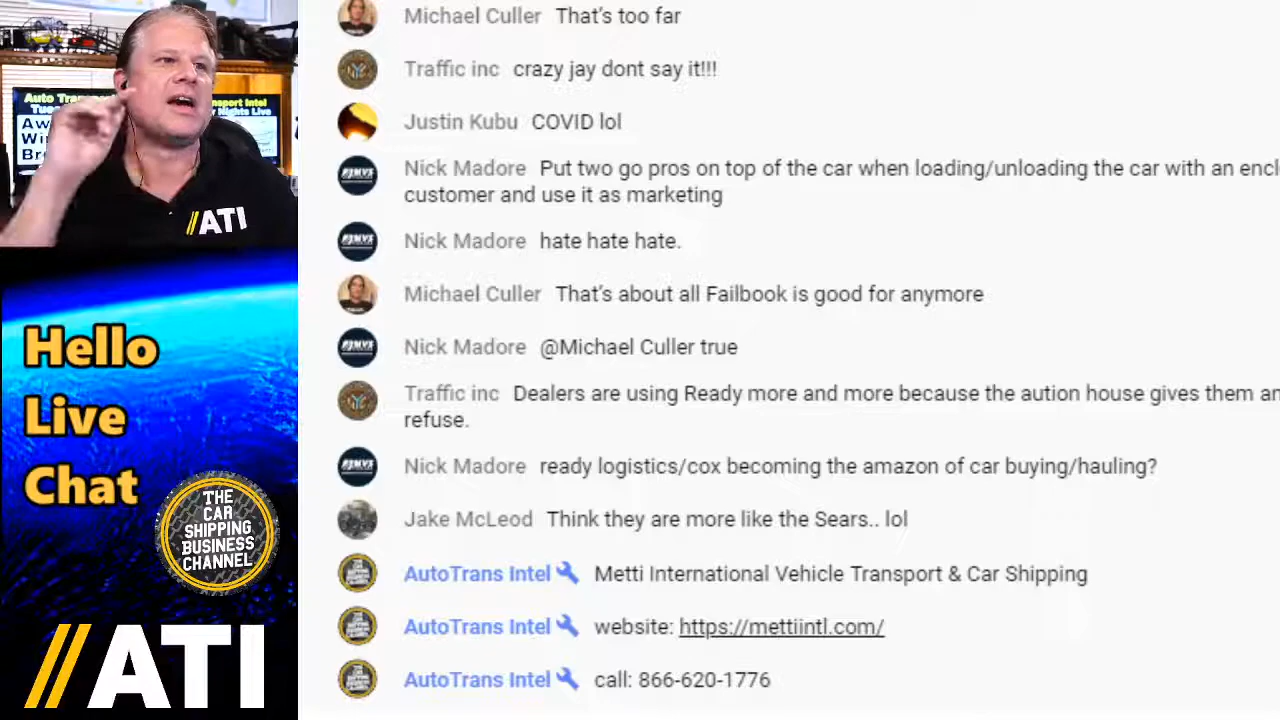 Auto Transport Intel
Tuesday Nights Live
//ATI
Hello
Live
Chat
THE
CAR
SHIPPING
BUSINESS
CHANNEL
//ATI
Michael Culler That's too far
Traffic inc crazy jay dont say it!!!
Justin Kubu COVID lol
Nick Madore Put two go pros on top of the car when loading/unloading the car with an
customer and use it as marketing
Nick Madore hate hate hate.
Michael Culler That's about all Failbook is good for anymore
Nick Madore @Michael Culler true
Traffic inc Dealers are using Ready more and more because the aution house gives them
refuse.
Nick Madore ready logistics/cox becoming the amazon of car buying/hauling?
Jake McLeod Think they are more like the Sears.. lol
AutoTrans Intel Metti International Vehicle Transport & Car Shipping
AutoTrans Intel website: https://mettiintl.com/
AutoTrans Intel call: 866-620-1776